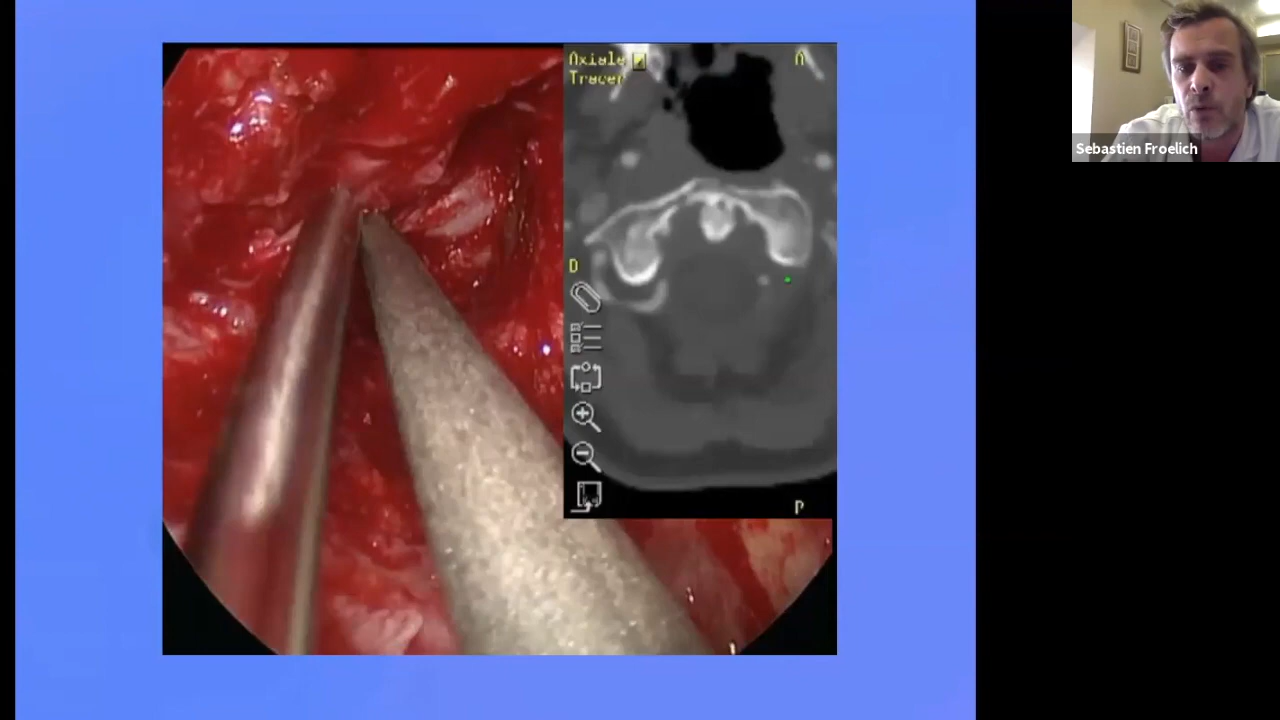 Axiale
A
Tracer
Sebastien Froelich
D
P